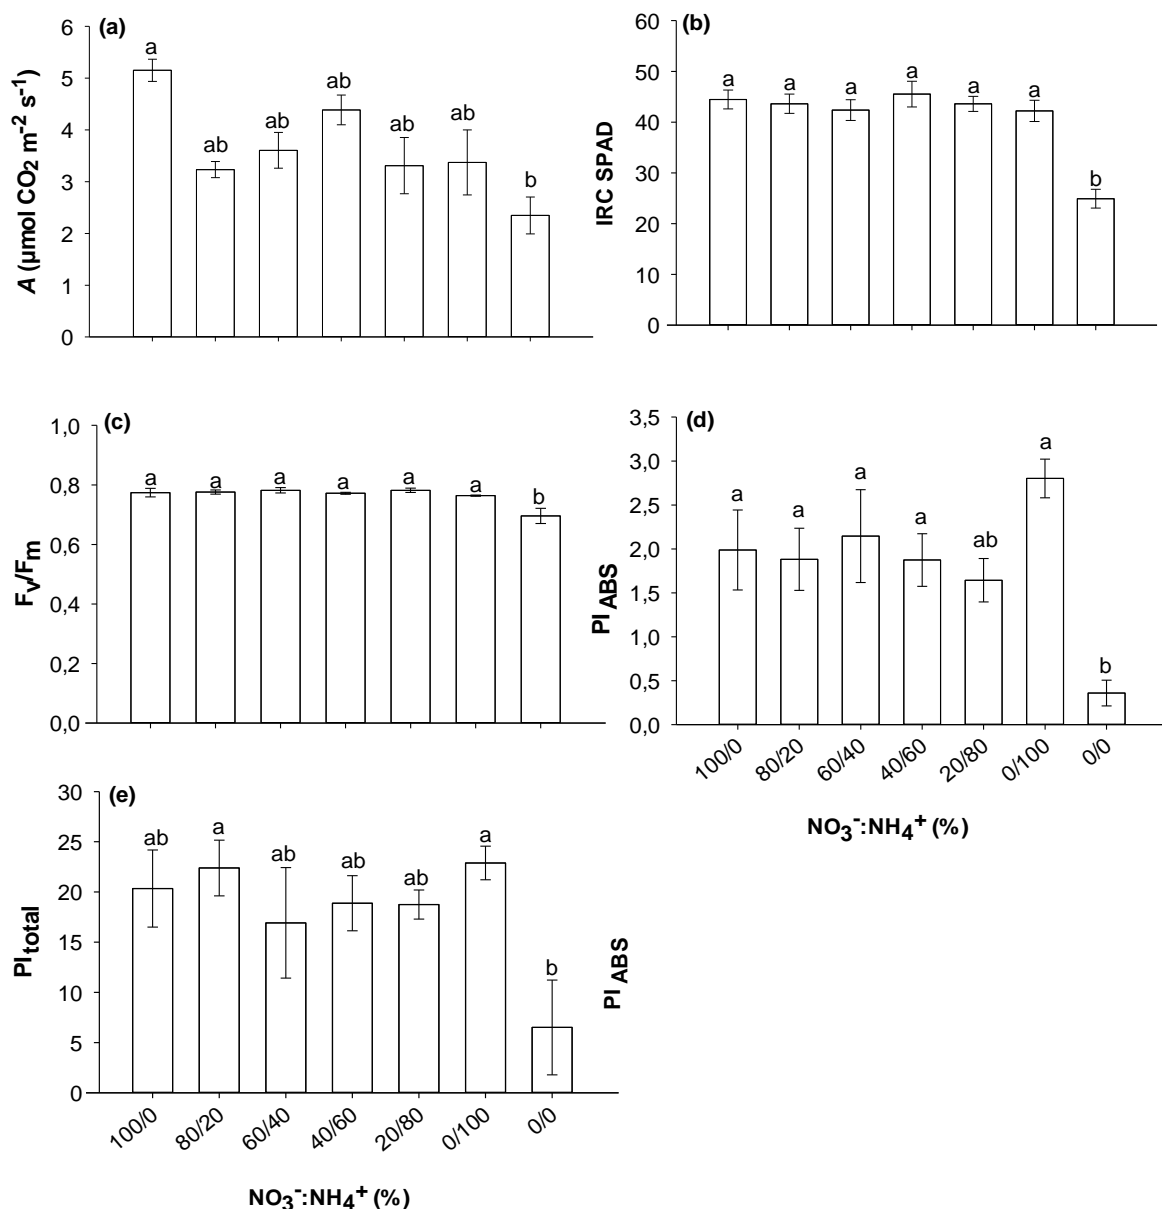 (a)
A (µmol CO2 m-2 s-1)
6
5
4
3
2
1
0
a
ab
ab
ab
ab
ab
b
(b)
IRC SPAD
60
50
40
30
20
10
0
a
a
a
a
a
a
b
(c)
Fv/Fm
1,0
0,8
0,6
0,4
0,2
0,0
a
a
a
a
a
a
b
(d)
PI ABS
3,5
3,0
2,5
2,0
1,5
1,0
0,5
0,0
a
a
a
a
ab
a
b
100/0
80/20
60/40
40/60
20/80
0/100
0/0
NO3-:NH4+ (%)
(e)
PItotal
30
25
20
15
10
5
0
ab
a
ab
ab
ab
a
b
100/0
80/20
60/40
40/60
20/80
0/100
0/0
NO3-:NH4+ (%)
PI ABS